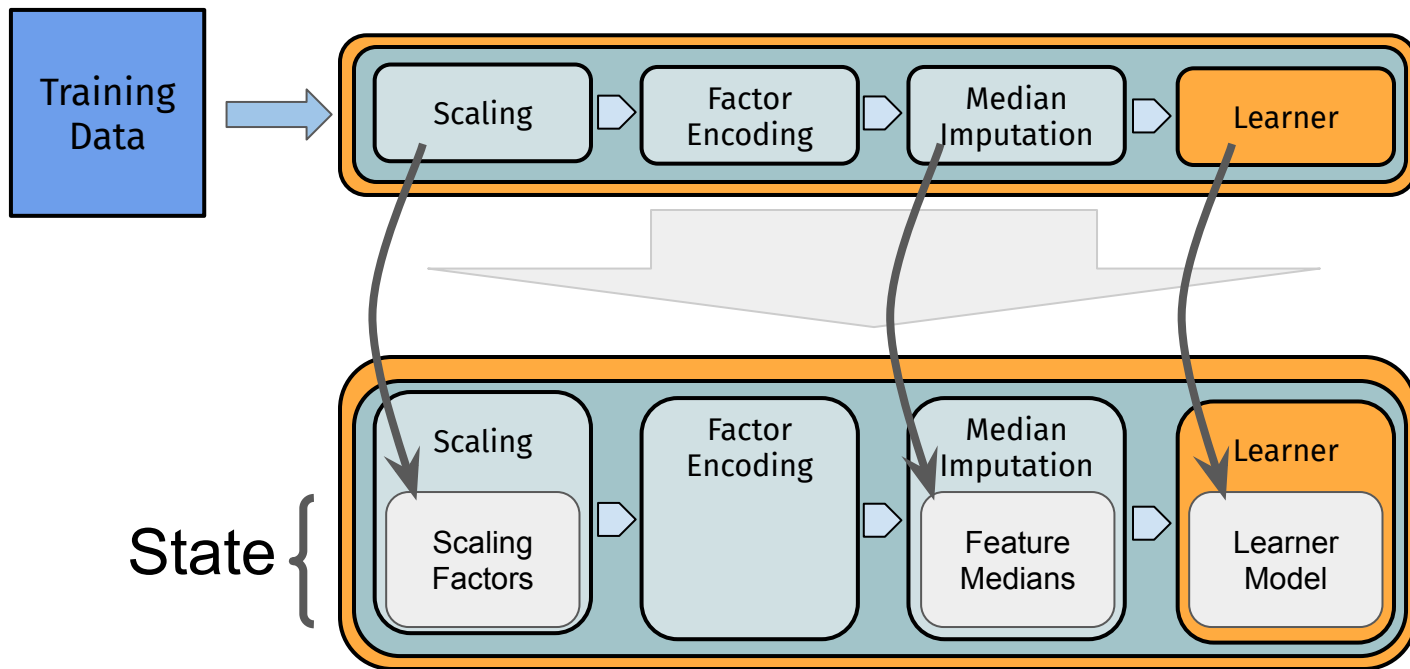 Training
Data
Scaling
Factor
Encoding
Median
Imputation
Learner
Scaling
Factor
Encoding
Median
Imputation
Learner
State
Scaling
Factors
Feature
Medians
Learner
Model